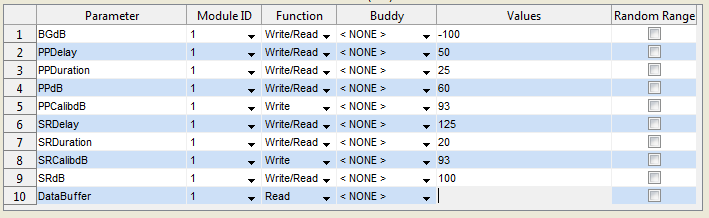 Parameter Module ID Function Buddy Values Random Range
1 BGdB 1 Write/Read < NONE > -100
2 PPDelay 1 Write/Read < NONE > 50
3 PPDuration 1 Write/Read < NONE > 25
4 PPdB 1 Write/Read < NONE > 60
5 PPCalibdB 1 Write < NONE > 93
6 SRDelay 1 Write/Read < NONE > 125
7 SRDuration 1 Write/Read < NONE > 20
8 SRCalibdB 1 Write < NONE > 93
9 SRdB 1 Write/Read < NONE > 100
10 DataBuffer 1 Read < NONE >